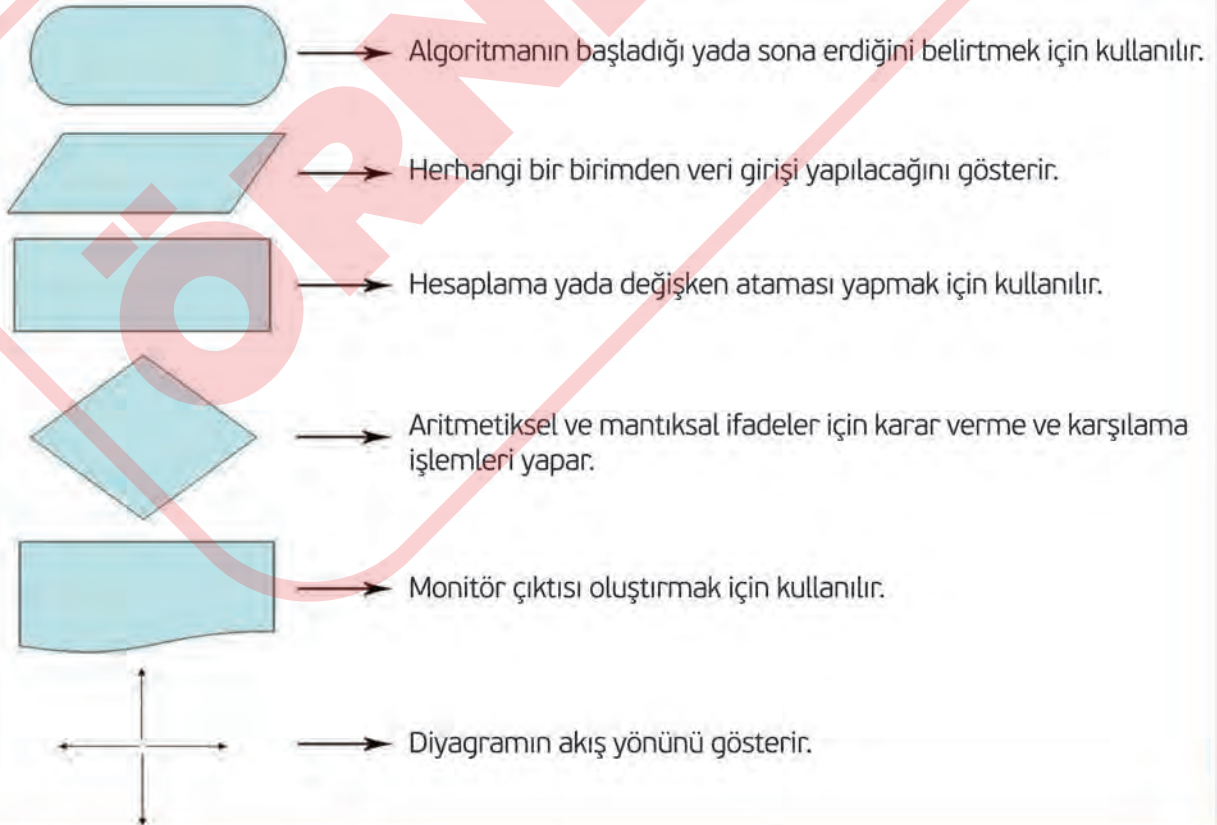 Algoritmanın başladığı yada sona erdiğini belirtmek için kullanılır.
Herhangi bir birimden veri girişi yapılacağını gösterir.
Hesaplama yada değişken ataması yapmak için kullanılır.
Aritmetiksel ve mantıksal ifadeler için karar verme ve karşılama
işlemleri yapar.
Monitör çıktısı oluştırmak için kullanılır.
Diyagramın akış yönünü gösterir.